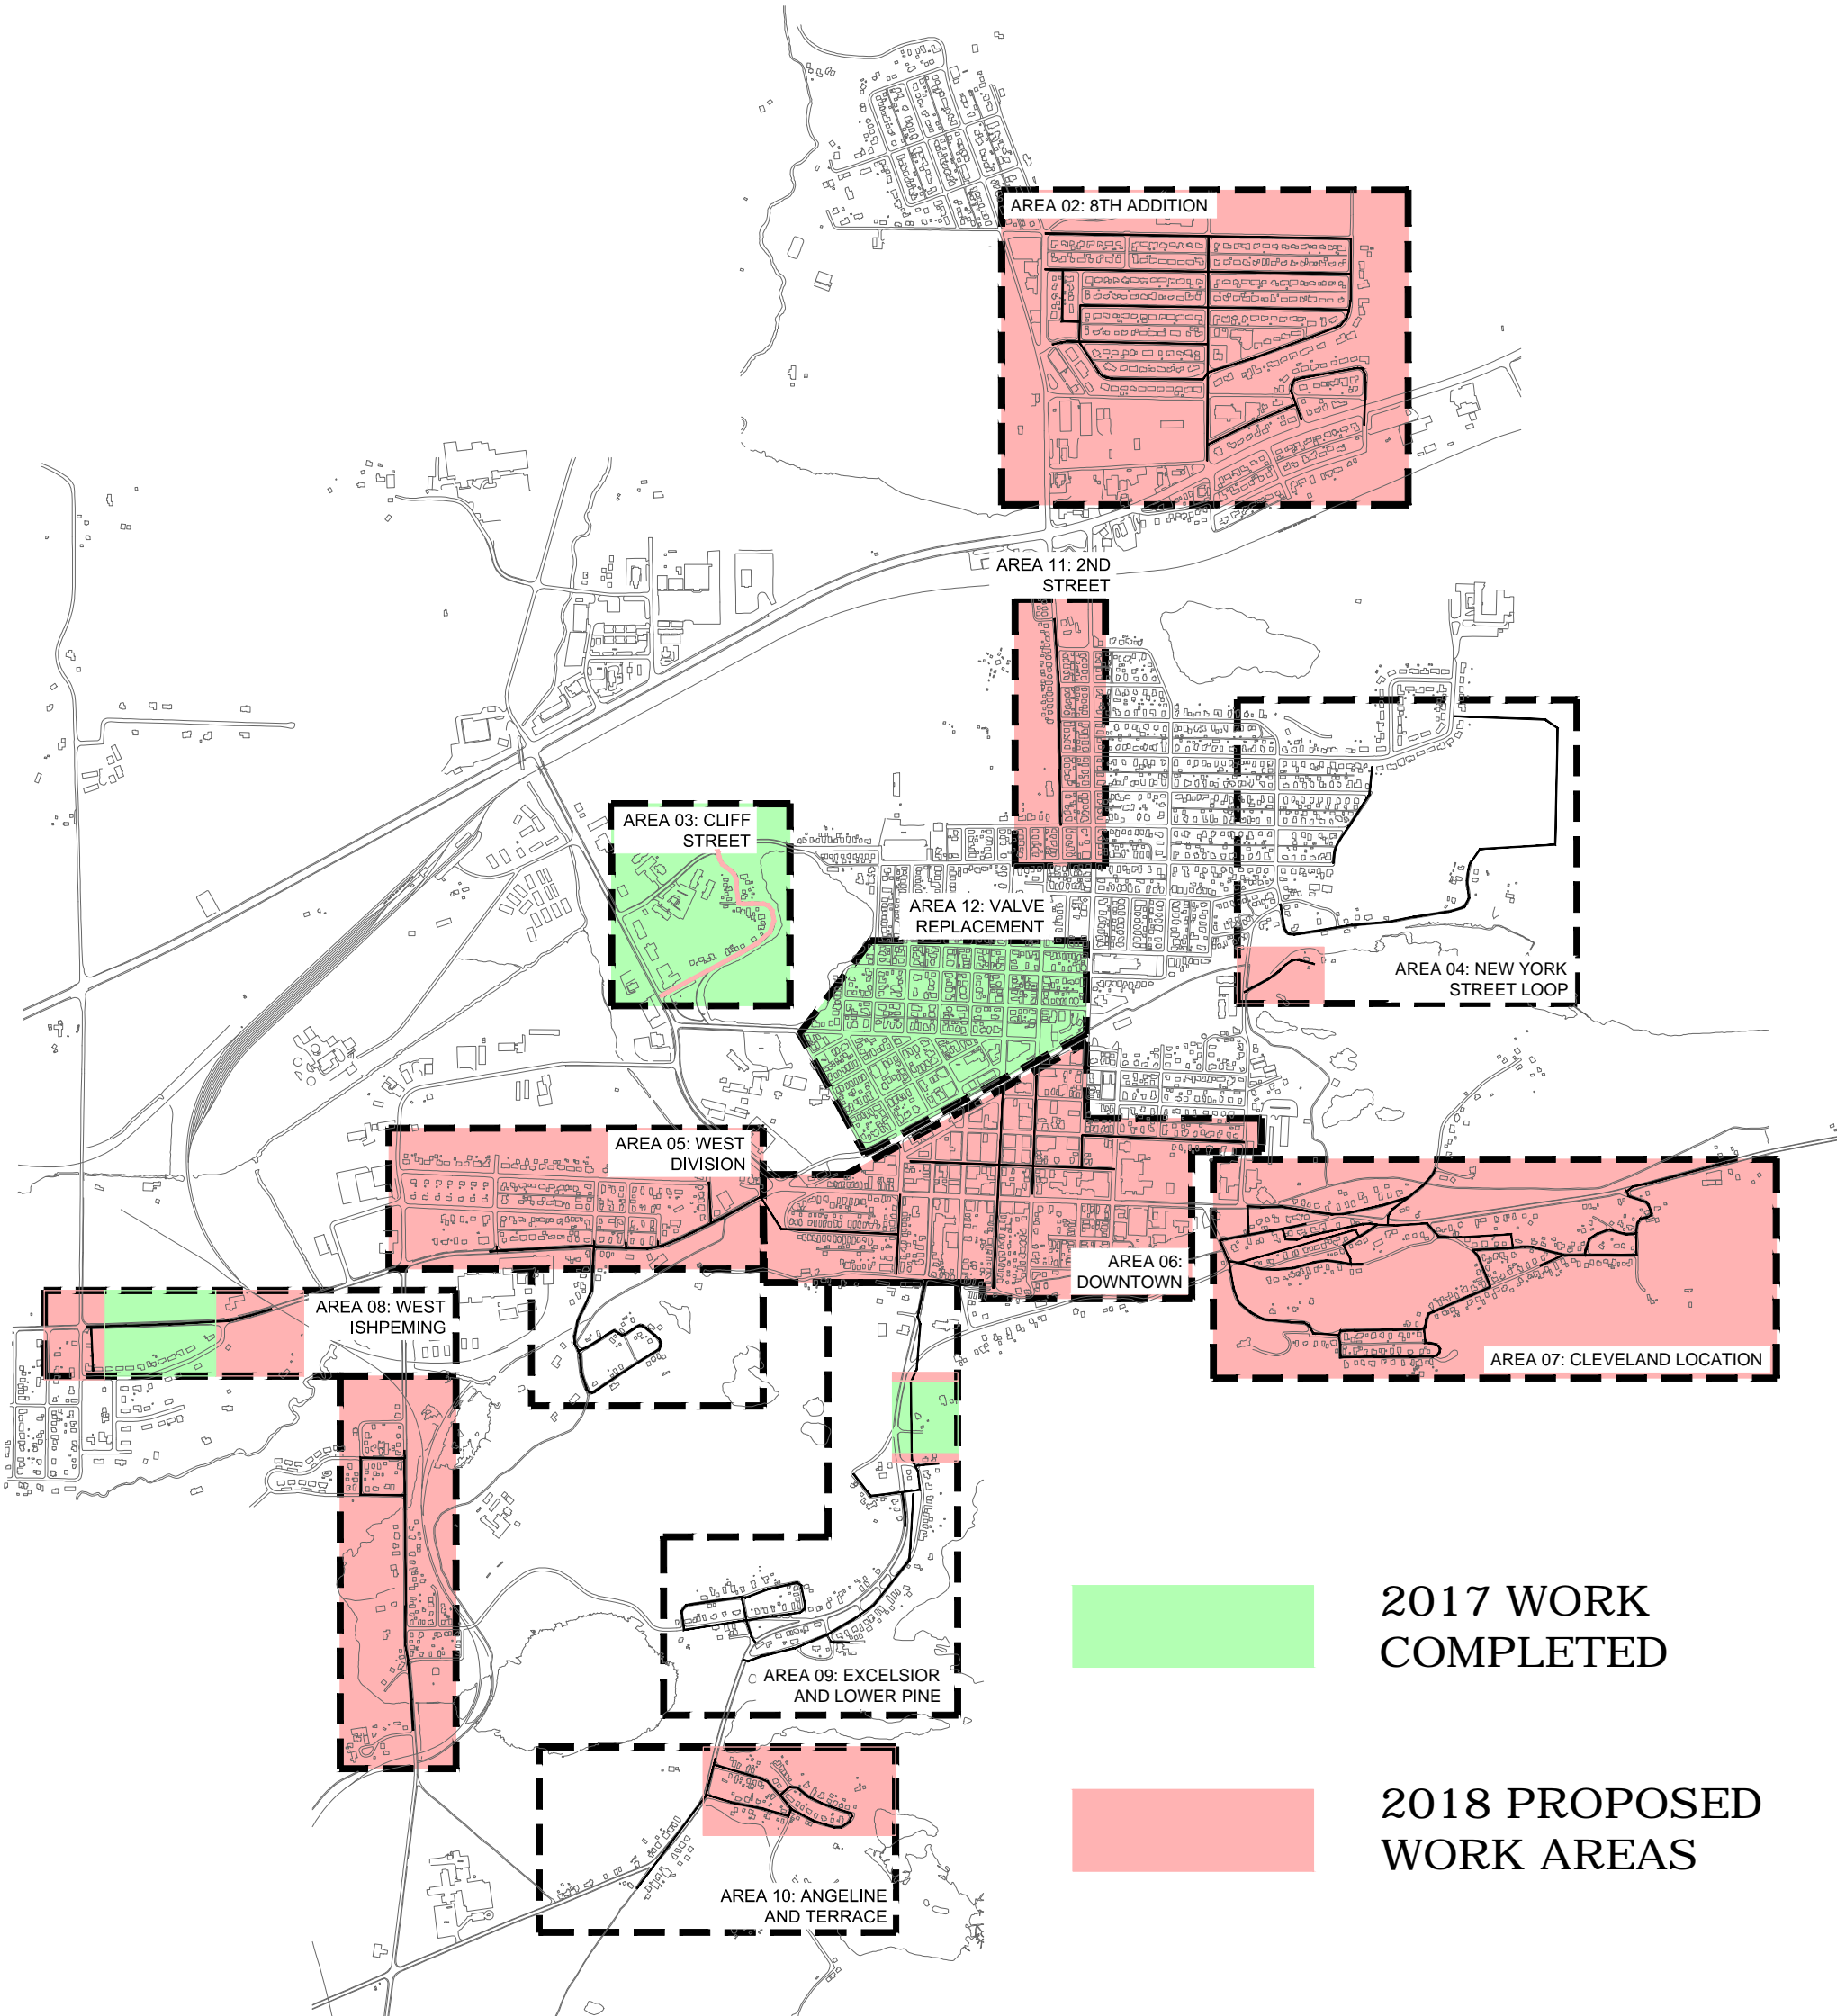 AREA 02: 8TH ADDITION
AREA 11: 2ND
STREET
AREA 03: CLIFF
STREET
AREA 12: VALVE
REPLACEMENT
AREA 04: NEW YORK
STREET LOOP
AREA 05: WEST
DIVISION
AREA 06:
DOWNTOWN
AREA 08: WEST
ISHPEMING
AREA 07: CLEVELAND LOCATION
2017 WORK
COMPLETED
AREA 09: EXCELSIOR
AND LOWER PINE
2018 PROPOSED
WORK AREAS
AREA 10: ANGELINE
AND TERRACE